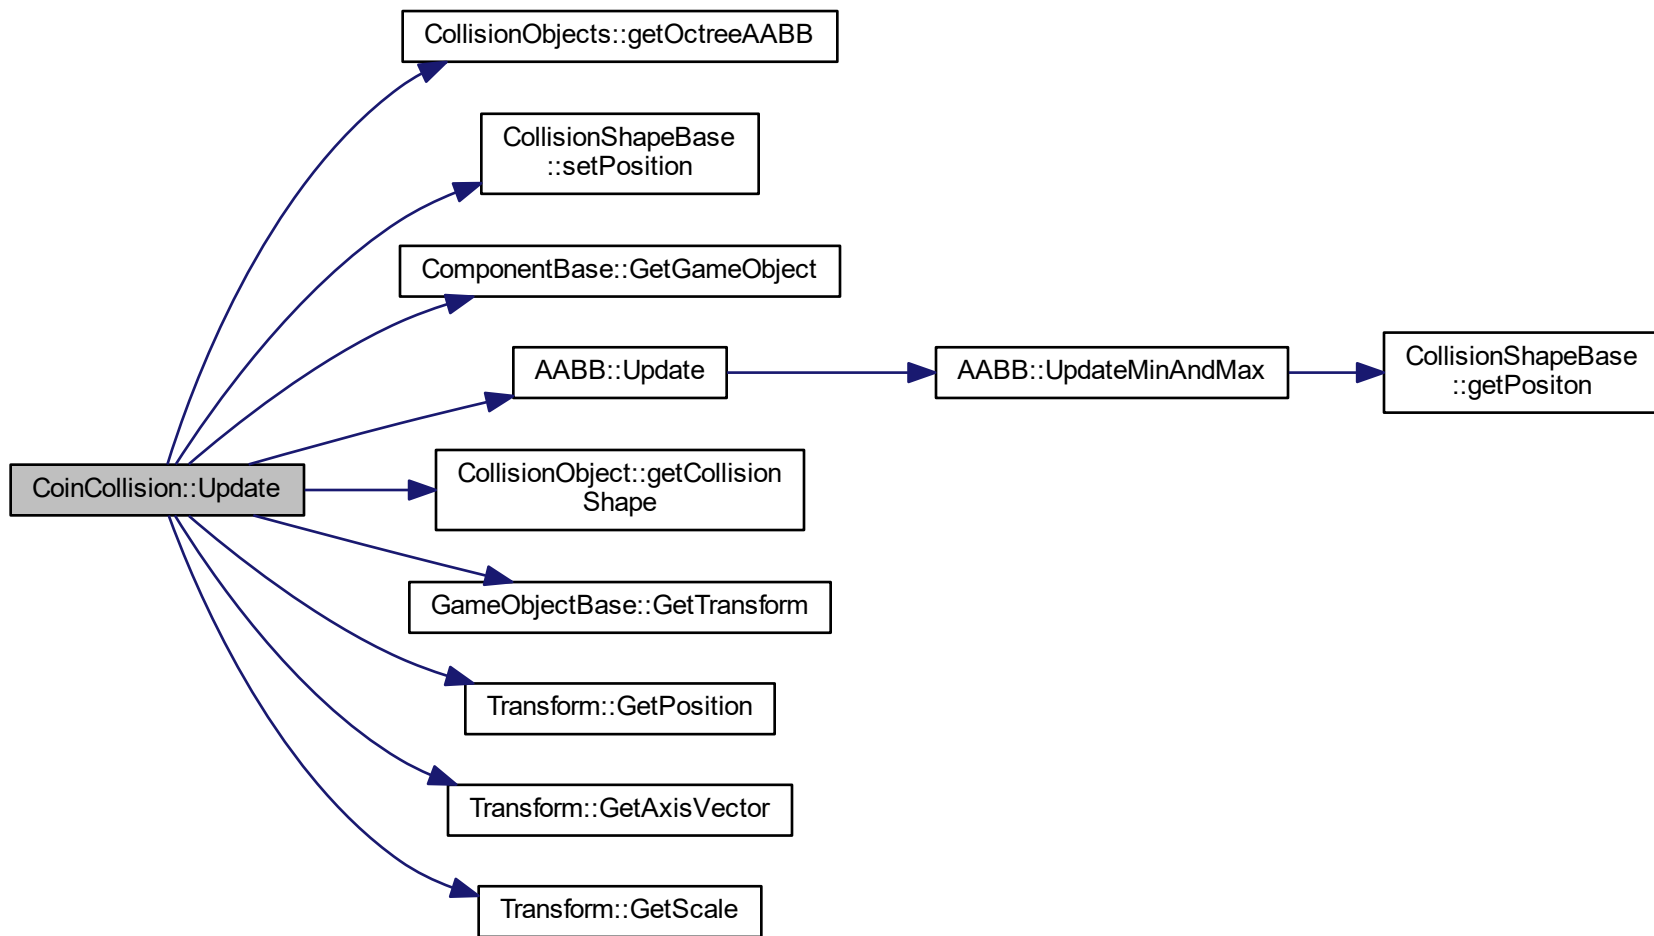 CollisionObjects::getOctreeAABB
CollisionShapeBase
::setPosition
ComponentBase::GetGameObject
AABB::Update
AABB::UpdateMinAndMax
CollisionShapeBase
::getPositon
CoinCollision::Update
CollisionObject::getCollision
Shape
GameObjectBase::GetTransform
Transform::GetPosition
Transform::GetAxisVector
Transform::GetScale